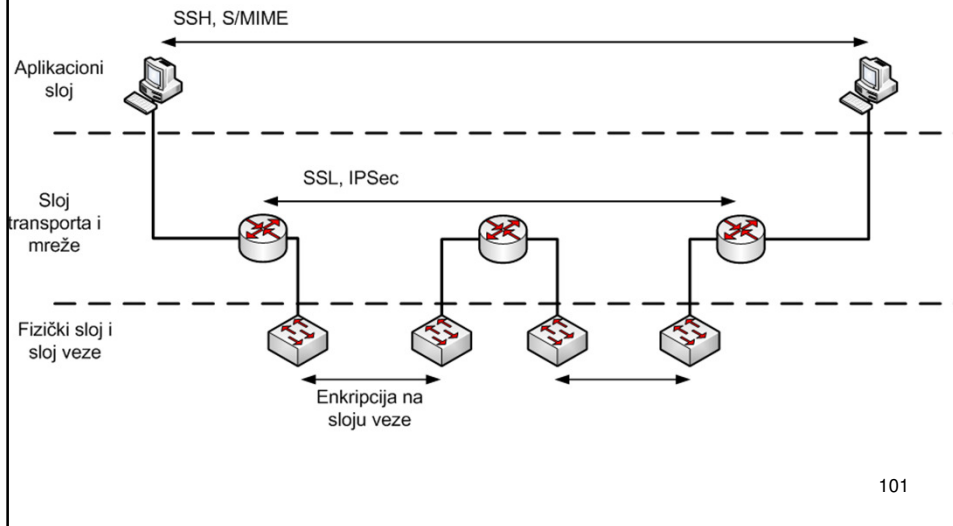 SSH, S/MIME
Aplikacioni
sloj
SSL, IPSec
Sloj
transporta i
mreže
Fizički sloj i
sloj veze
Enkripcija na
sloju veze
101